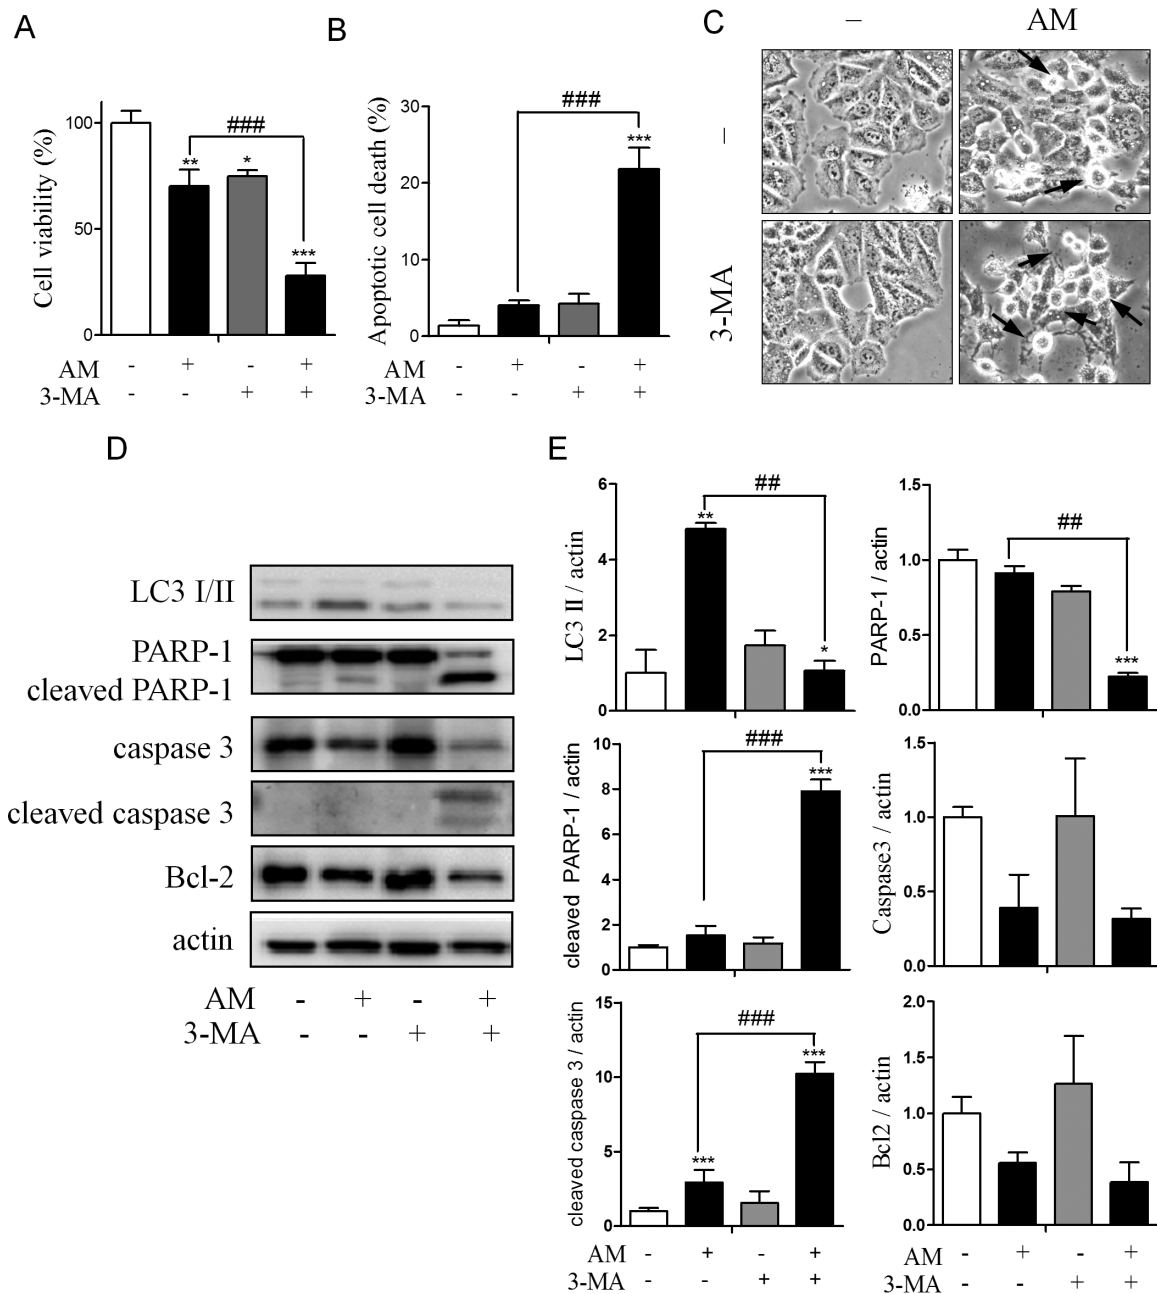 A
Cell viability (%)
100
50
0
###
**
*
***
AM - + - +
3-MA - - + +
B
Apoptotic cell death (%)
30
20
10
0
###
***
AM - + - +
3-MA - - + +
C
– AM
–
3-MA
D
LC3 I/II
PARP-1
cleaved PARP-1
caspase 3
cleaved caspase 3
Bcl-2
actin
AM - + - +
3-MA - - + +
E
LC3 II / actin
6
4
2
0
##
**
*
PARP-1 / actin
1.5
1.0
0.5
0.0
##
***
cleaved PARP-1 / actin
10
8
6
4
2
0
###
***
Caspase3 / actin
1.5
1.0
0.5
0.0
cleaved caspase 3 / actin
15
10
5
0
###
***
***
AM - + - +
3-MA - - + +
Bcl2 / actin
2.0
1.5
1.0
0.5
0.0
AM - + - +
3-MA - - + +